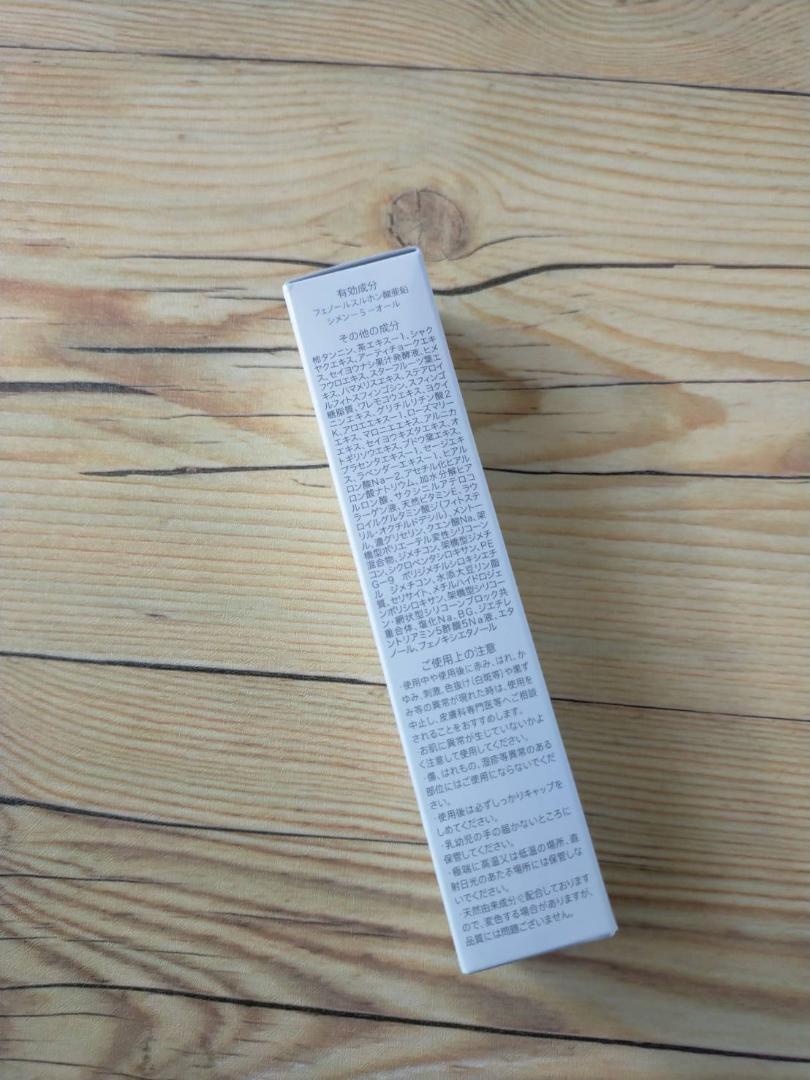 有効成分
フェノールスルホン酸亜鉛
シメン－５－オール
その他の成分
柿タンニン、茶エキス－1、シャク
ヤクエキス、アーティチョークエキ
ス、セイヨウナシ果汁発酵液、ヒメ
フウロエキス、スターフルーツ葉エ
キス、ハマメリスエキス、ステアロイ
ルフィトスフィンゴシン、スフィンゴ
糖脂質、ワレモコウエキス、ヨクイ
ニンエキス、グリチルリチン酸2
K、アロエエキス－1、ローズマリー
エキス、マロニエエキス、アルニカ
エキス、セイヨウキズタエキス、オ
トギリソウエキス、ブドウ葉エキス、
プラセンタエキス－1、セージエキ
ス、ラベンダーエキス－1、ヒアル
ロン酸Na－2、アセチル化ヒアル
ロン酸ナトリウム、加水分解ヒア
ルロン酸、サクシニルアテロコ
ラーゲン液、天然ビタミンE、ラウ
ロイルグルタミン酸ジ(フィトステ
リル・オクチルドデシル)、メントー
ル、濃グリセリン、クエン酸Na、架
橋型ポリエーテル変性シリコーン
混合物、ジメチコン、架橋型ジメチ
コン、シクロペンタシロキサン、PE
G－9 ポリジメチルシロキシエチ
ル ジメチコン、水添大豆リン脂
質、セリサイト、メチルハイドロジェ
ンポリシロキサン、架橋型シリコー
ン・網状型シリコーンブロック共
重合体、塩化Na、BG、ジエチレ
ントリアミン5酢酸5Na液、エタ
ノール、フェノキシエタノール
ご使用上の注意
・使用中や使用後に赤み、はれ、か
ゆみ、刺激、色抜け(白斑等)や黒ず
み等の異常が現れた時は、使用を
中止し、皮膚科専門医等へご相談
されることをおすすめします。
お肌に異常が生じていないかよ
く注意して使用してください。
・傷、はれもの、湿疹等異常のある
部位にはご使用にならないでくだ
さい。
・使用後は必ずしっかりキャップを
しめてください。
・乳幼児の手の届かないところに
保管してください。
・極端に高温又は低温の場所、直
射日光のあたる場所には保管しな
いでください。
・天然由来成分を配合しております
ので、変色する場合がありますが、
品質には問題ございません。